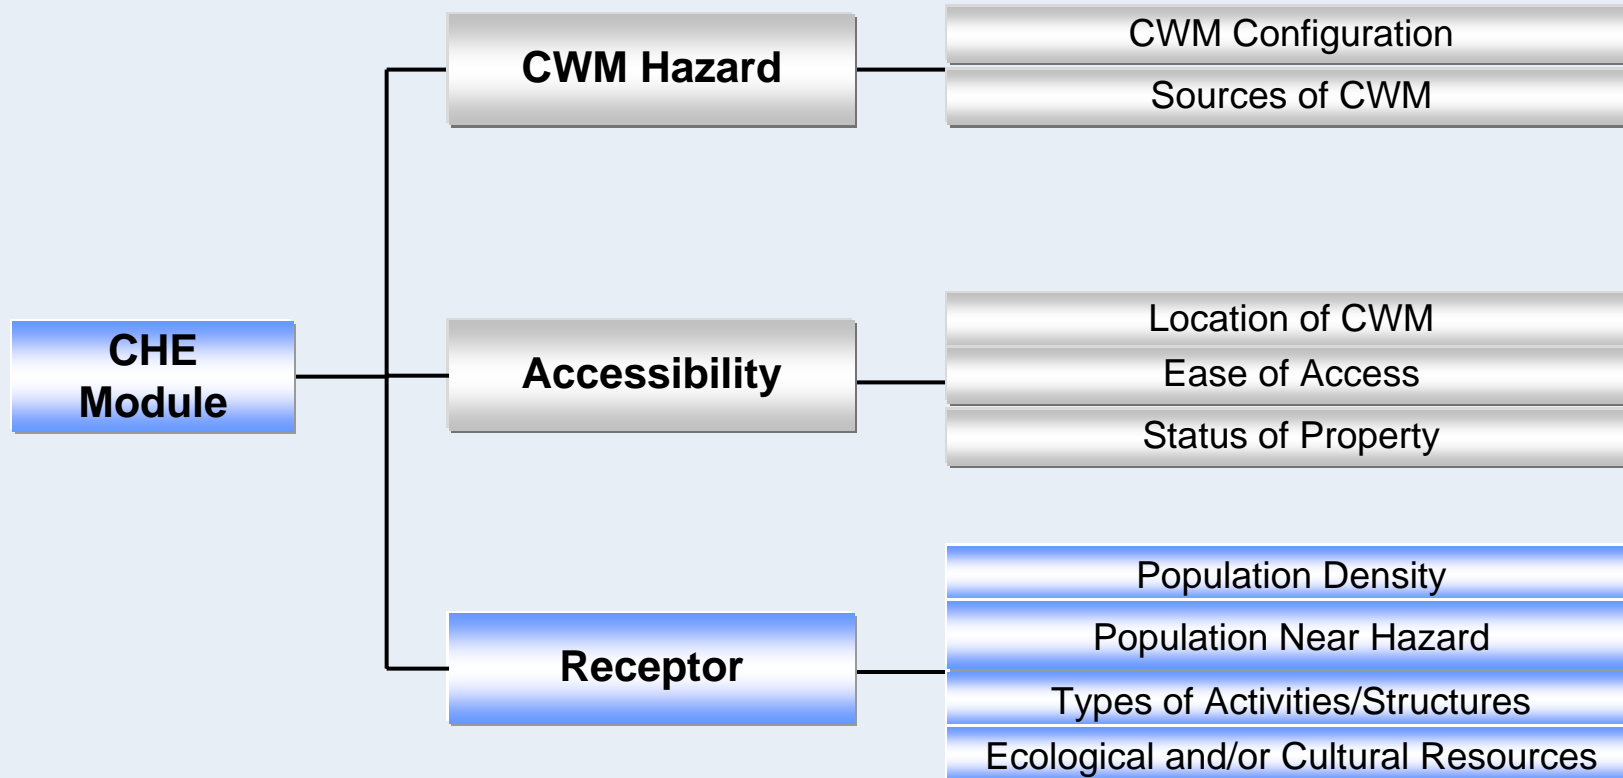 CHE
Module
CWM Hazard
CWM Configuration
Sources of CWM
Accessibility
Location of CWM
Ease of Access
Status of Property
Receptor
Population Density
Population Near Hazard
Types of Activities/Structures
Ecological and/or Cultural Resources